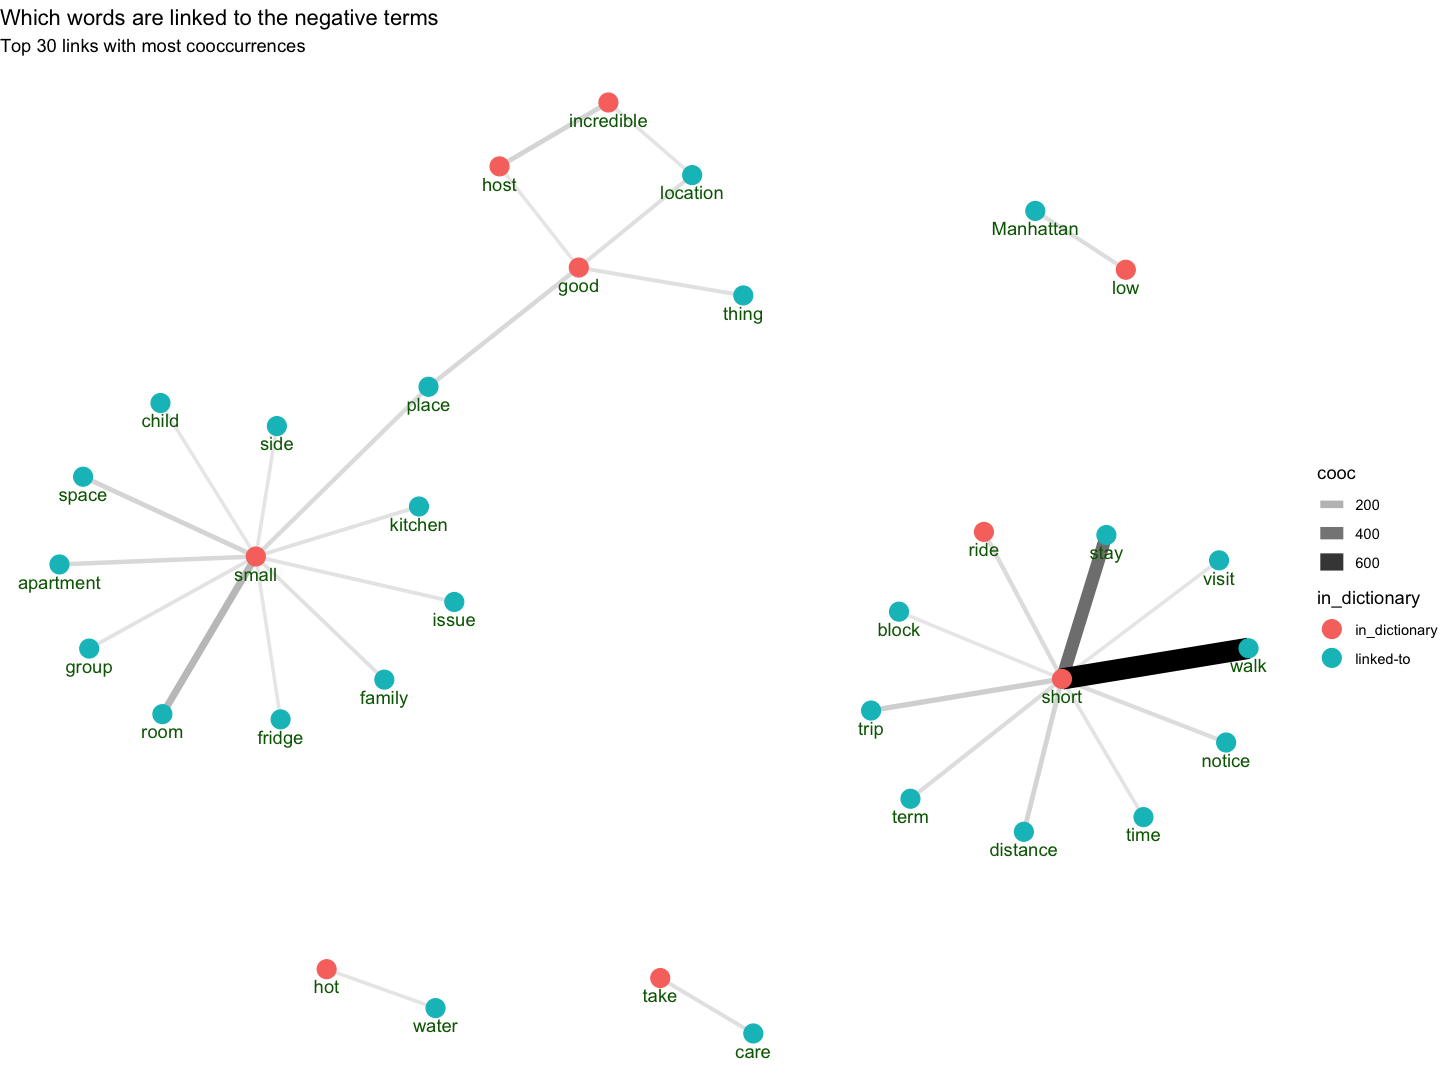 Which words are linked to the negative terms
Top 30 links with most cooccurrences
incredible
host
location
Manhattan
good
low
thing
place
child
side
space
kitchen
cooc
200
400
600
ride
stay
visit
apartment
small
in_dictionary
issue
block
in_dictionary
walk
linked-to
group
family
short
room
fridge
trip
notice
term
time
distance
hot
take
water
care